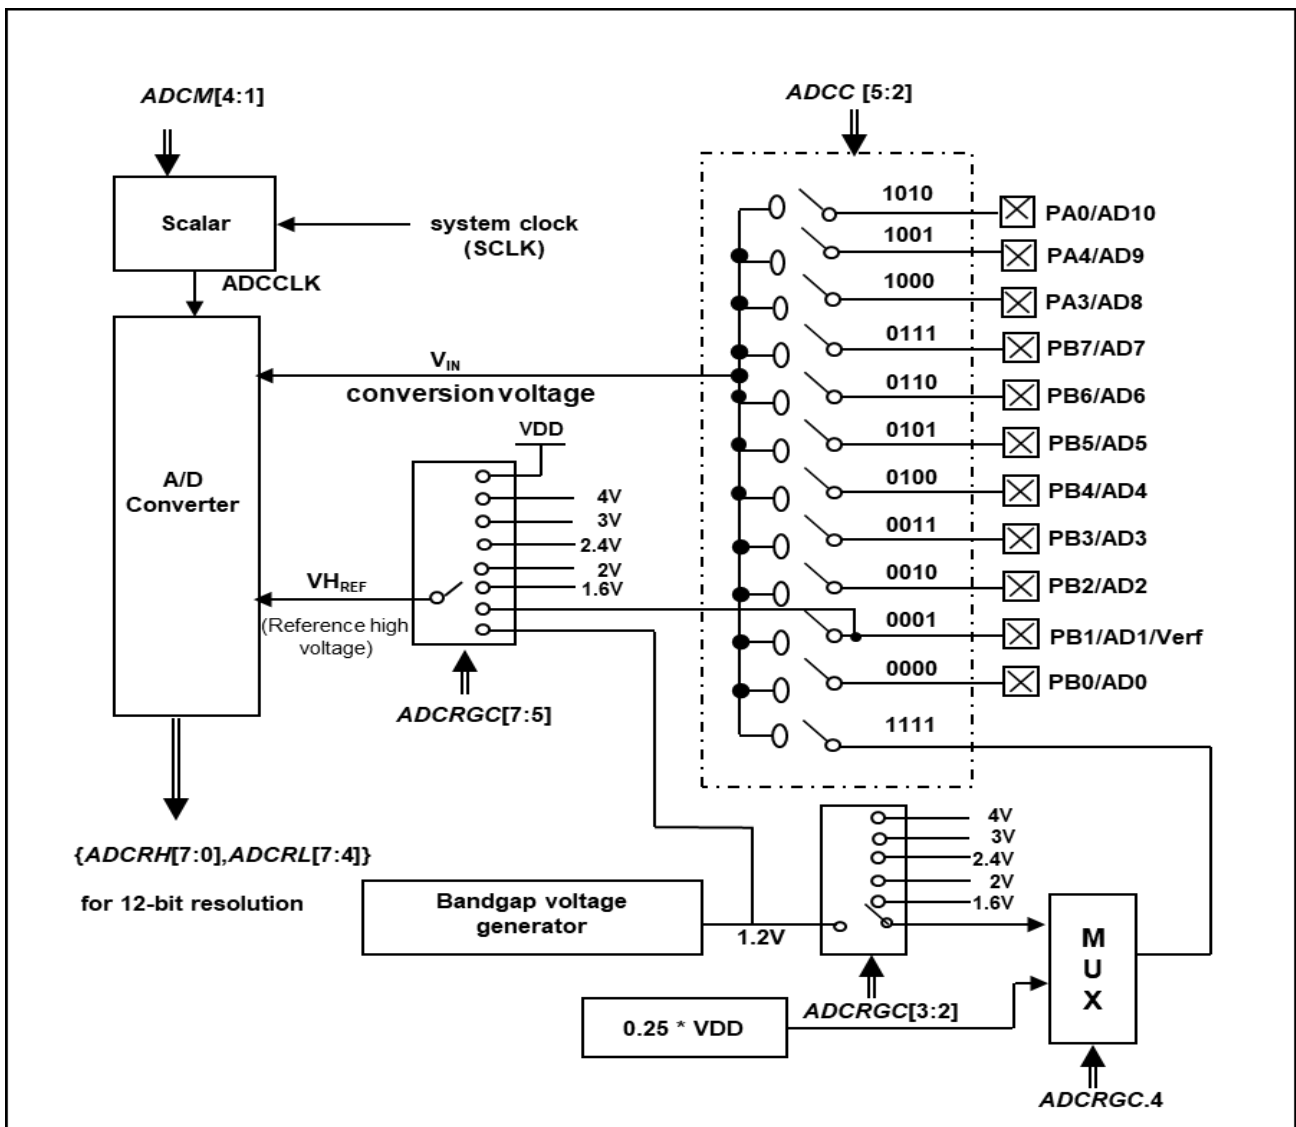 ADCM[4:1]
ADCC [5:2]
Scalar
system clock
(SCLK)
ADCCLK
1010
PA0/AD10
1001
PA4/AD9
1000
PA3/AD8
0111
PB7/AD7
VIN
conversion voltage
0110
PB6/AD6
VDD
0101
PB5/AD5
A/D
Converter
4V
3V
2.4V
2V
1.6V
0100
PB4/AD4
0011
PB3/AD3
VHREF
(Reference high
voltage)
0010
PB2/AD2
0001
PB1/AD1/Verf
0000
PB0/AD0
ADCRGC[7:5]
1111
{ADCRH[7:0],ADCRL[7:4]}
for 12-bit resolution
4V
3V
2.4V
2V
1.6V
Bandgap voltage
generator
1.2V
M
U
X
ADCRGC[3:2]
0.25 * VDD
ADCRGC.4